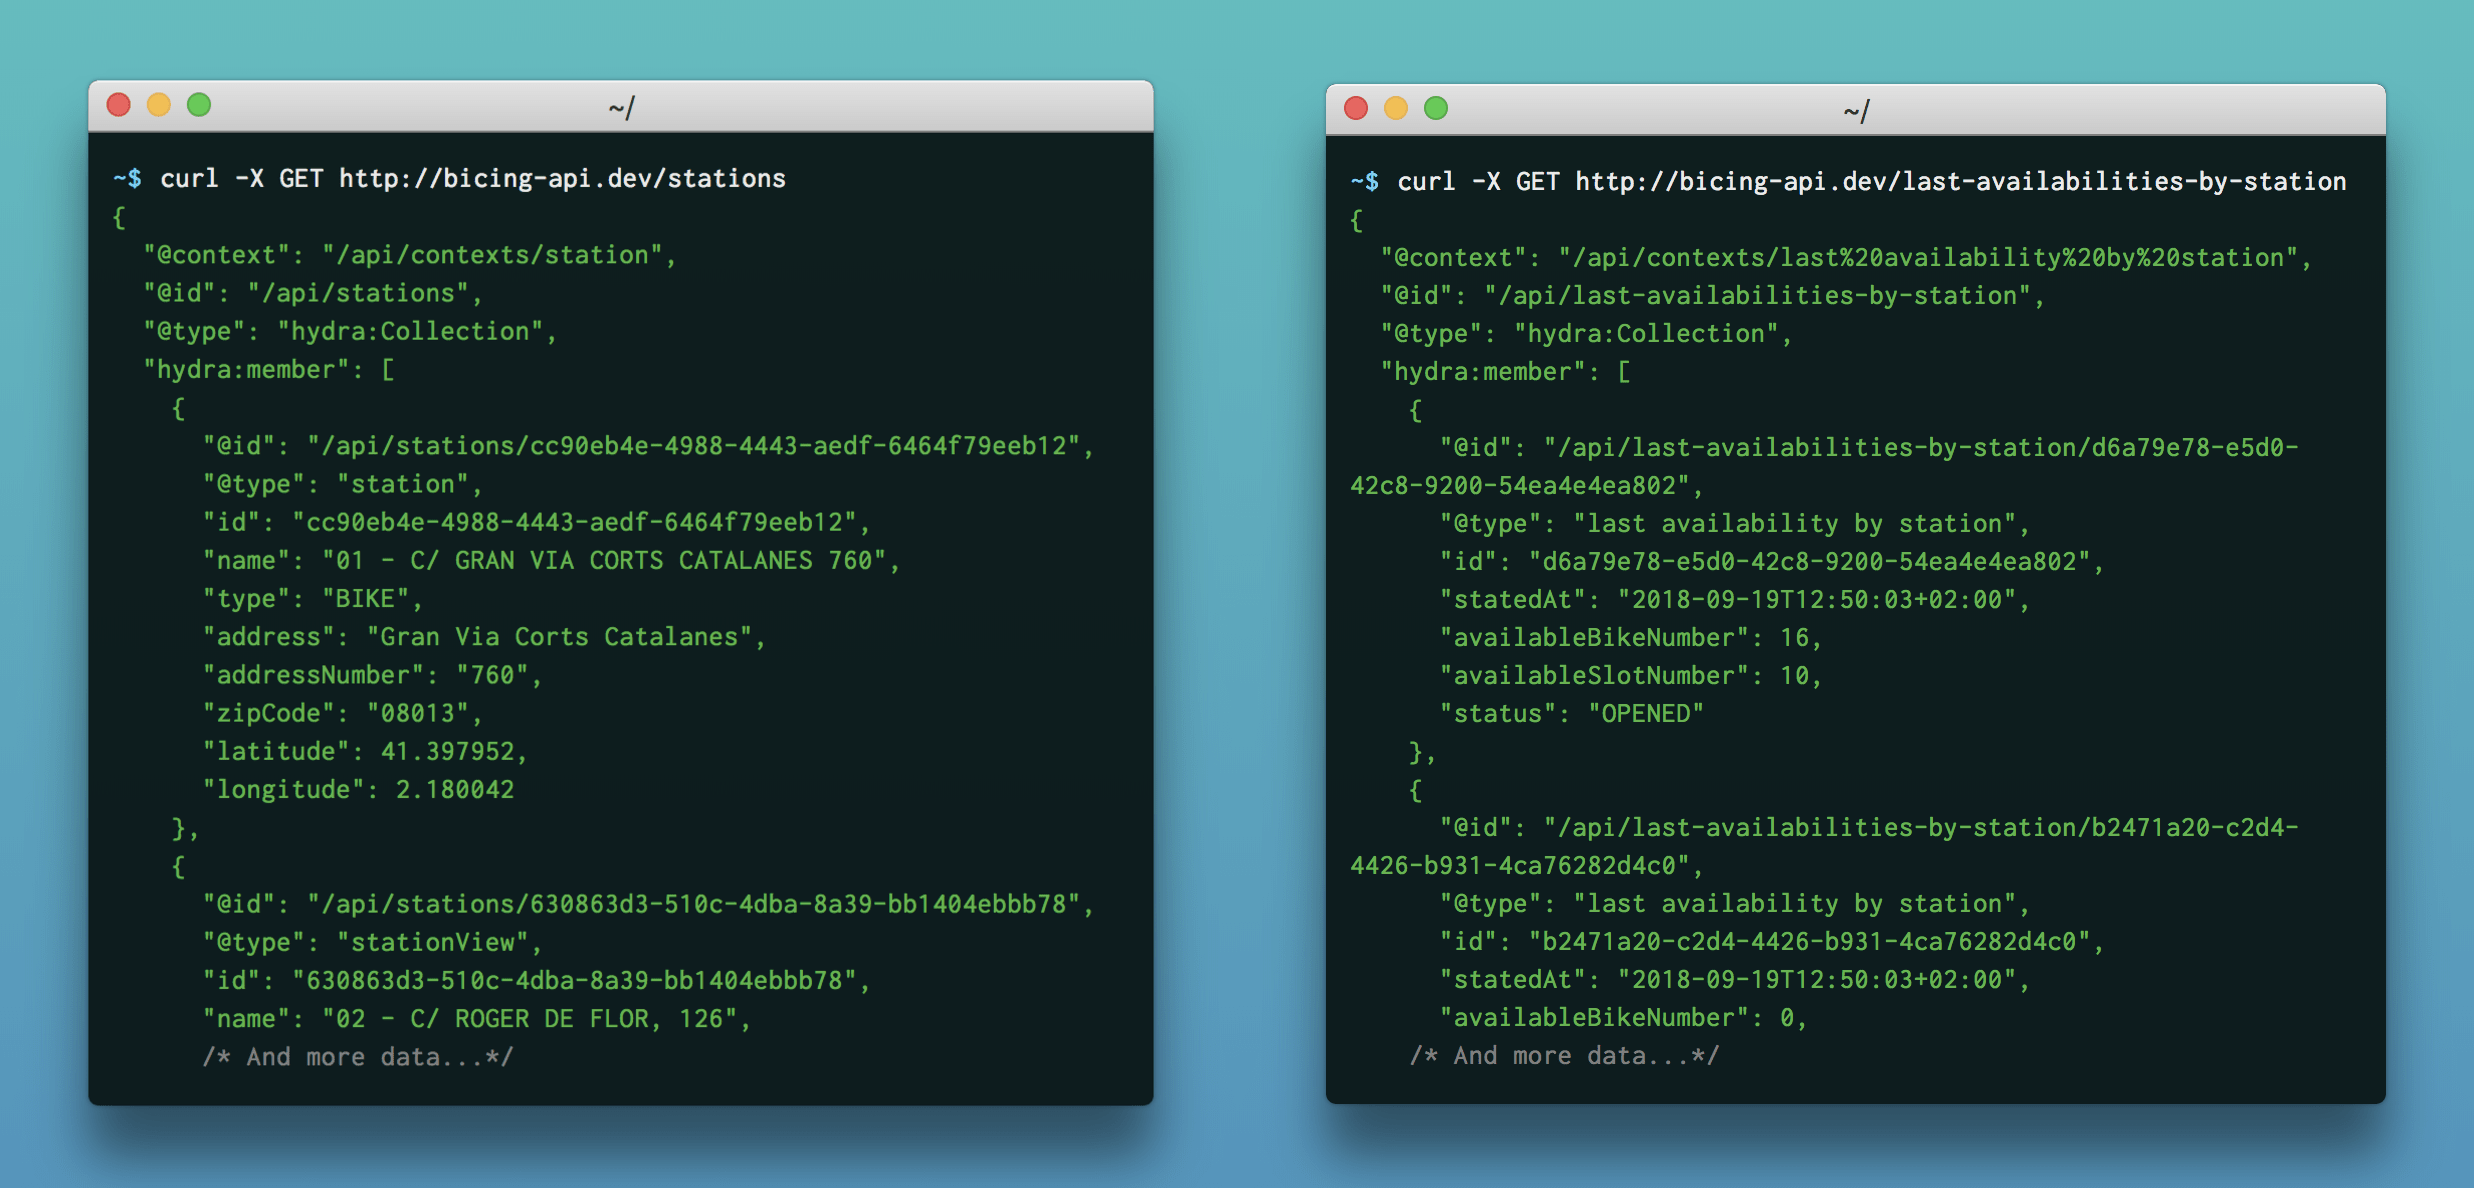 ~/
~$ curl -X GET http://bicing-api.dev/stations
{
"@context": "/api/contexts/station",
"@id": "/api/stations",
"@type": "hydra:Collection",
"hydra:member": [
{
"@id": "/api/stations/cc90eb4e-4988-4443-aedf-6464f79eeb12",
"@type": "station",
"id": "cc90eb4e-4988-4443-aedf-6464f79eeb12",
"name": "01 - C/ GRAN VIA CORTS CATALANES 760",
"type": "BIKE",
"address": "Gran Via Corts Catalanes",
"addressNumber": "760",
"zipCode": "08013",
"latitude": 41.397952,
"longitude": 2.180042
},
{
"@id": "/api/stations/630863d3-510c-4dba-8a39-bb1404ebbb78",
"@type": "stationView",
"id": "630863d3-510c-4dba-8a39-bb1404ebbb78",
"name": "02 - C/ ROGER DE FLOR, 126",
/* And more data...*/
~/
~$ curl -X GET http://bicing-api.dev/last-availabilities-by-station
{
"@context": "/api/contexts/last%20availability%20by%20station",
"@id": "/api/last-availabilities-by-station",
"@type": "hydra:Collection",
"hydra:member": [
{
"@id": "/api/last-availabilities-by-station/d6a79e78-e5d0-
42c8-9200-54ea4e4ea802",
"@type": "last availability by station",
"id": "d6a79e78-e5d0-42c8-9200-54ea4e4ea802",
"statedAt": "2018-09-19T12:50:03+02:00",
"availableBikeNumber": 16,
"availableSlotNumber": 10,
"status": "OPENED"
},
{
"@id": "/api/last-availabilities-by-station/b2471a20-c2d4-
4426-b931-4ca76282d4c0",
"@type": "last availability by station",
"id": "b2471a20-c2d4-4426-b931-4ca76282d4c0",
"statedAt": "2018-09-19T12:50:03+02:00",
"availableBikeNumber": 0,
/* And more data...*/